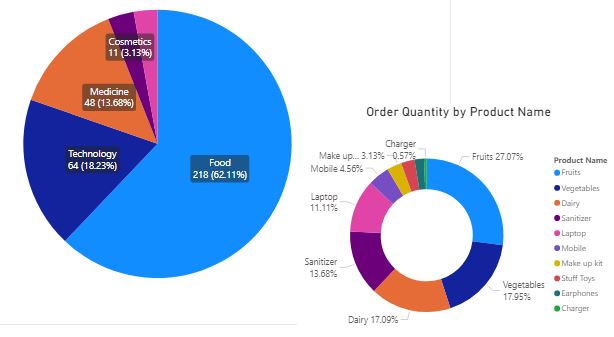 Cosmetics
11 (3.13%)
Medicine
48 (13.68%)
Technology
64 (18.23%)
Food
218 (62.11%)
Order Quantity by Product Name
Charger
0.57%
Make up... 3.13%
Mobile 4.56%
Laptop
11.11%
Sanitizer
13.68%
Dairy 17.09%
Vegetables
17.95%
Fruits 27.07%
Product Name
Fruits
Vegetables
Dairy
Sanitizer
Laptop
Mobile
Make up kit
Stuff Toys
Earphones
Charger